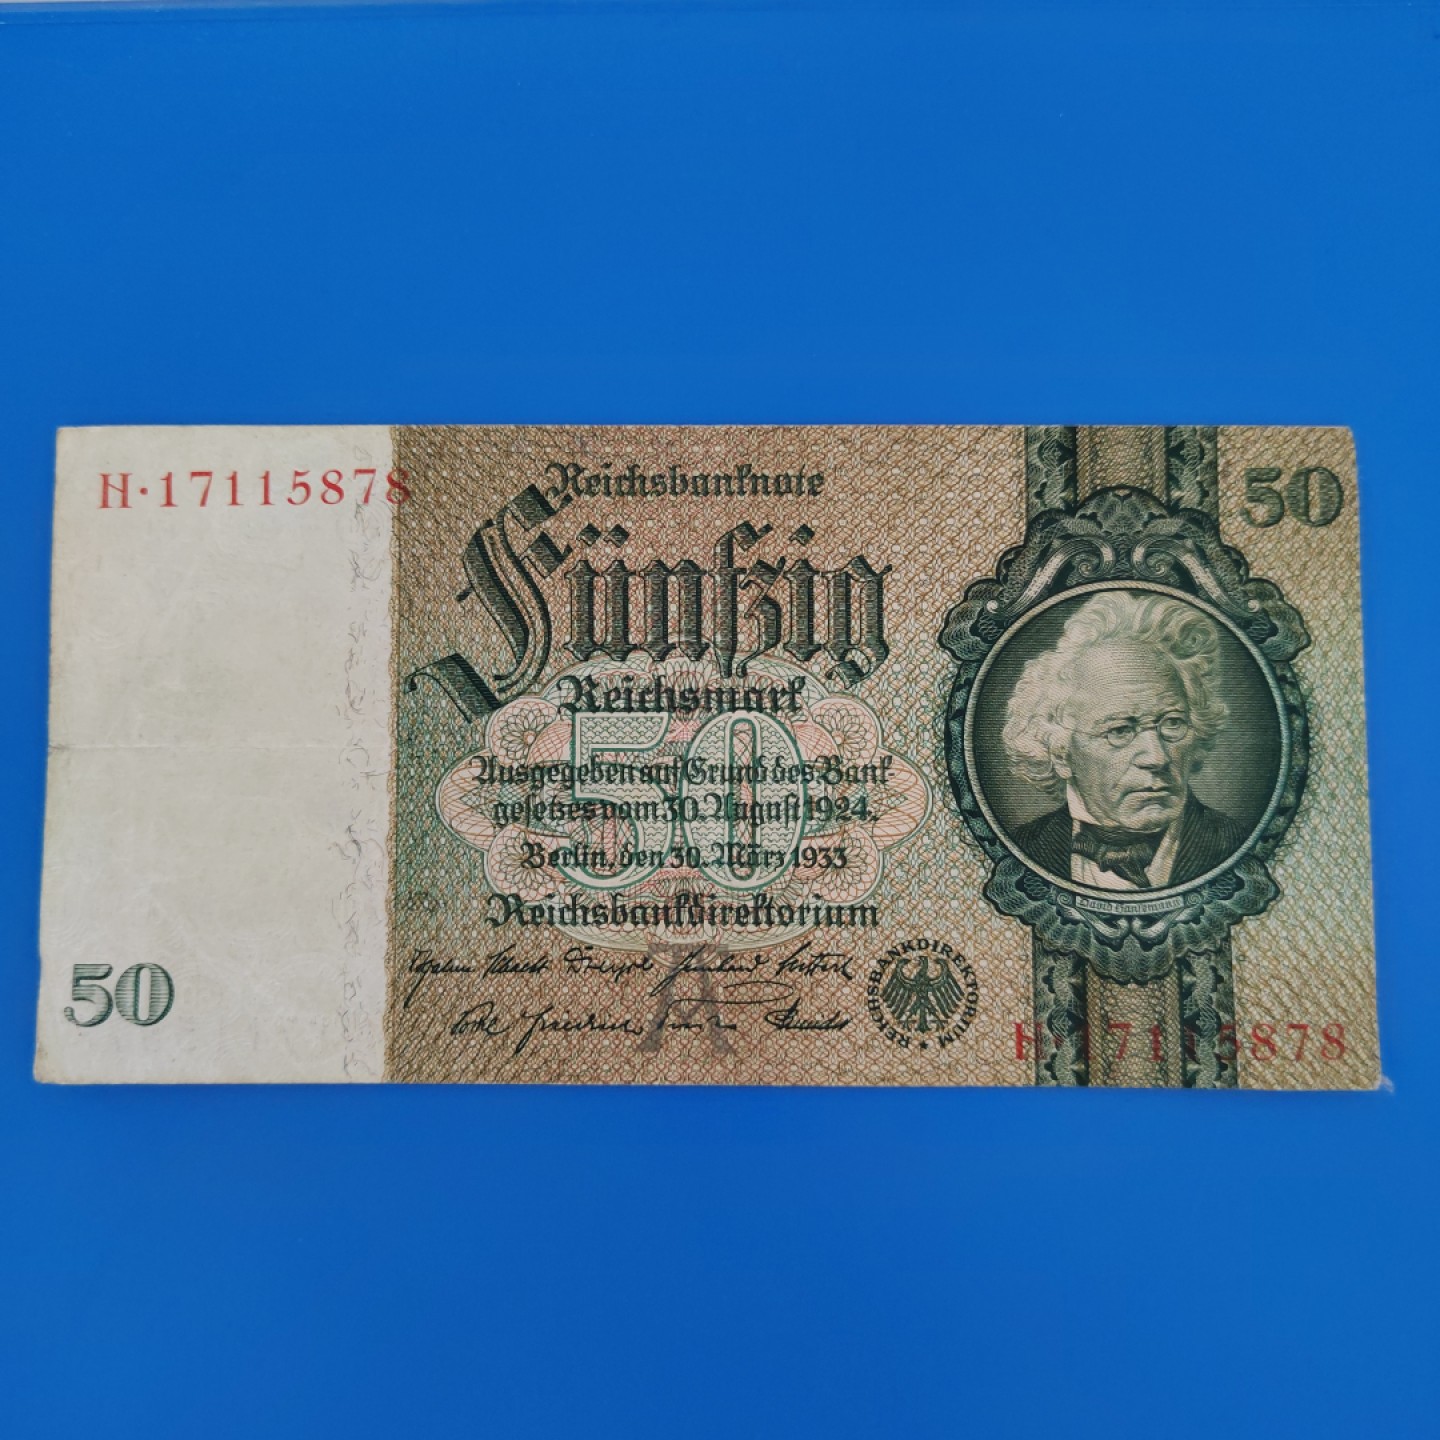 H·17115878
Reichsbanknote
50
Fünfzig
Reichsmark
50
Ausgegeben auf Grund des Bank-
gesetzes vom 30. August 1924.
Berlin, den 30. März 1933
Reichsbankdirektorium
David Hansemann
REICHSBANKDIREKTORIUM
50
H·17115878